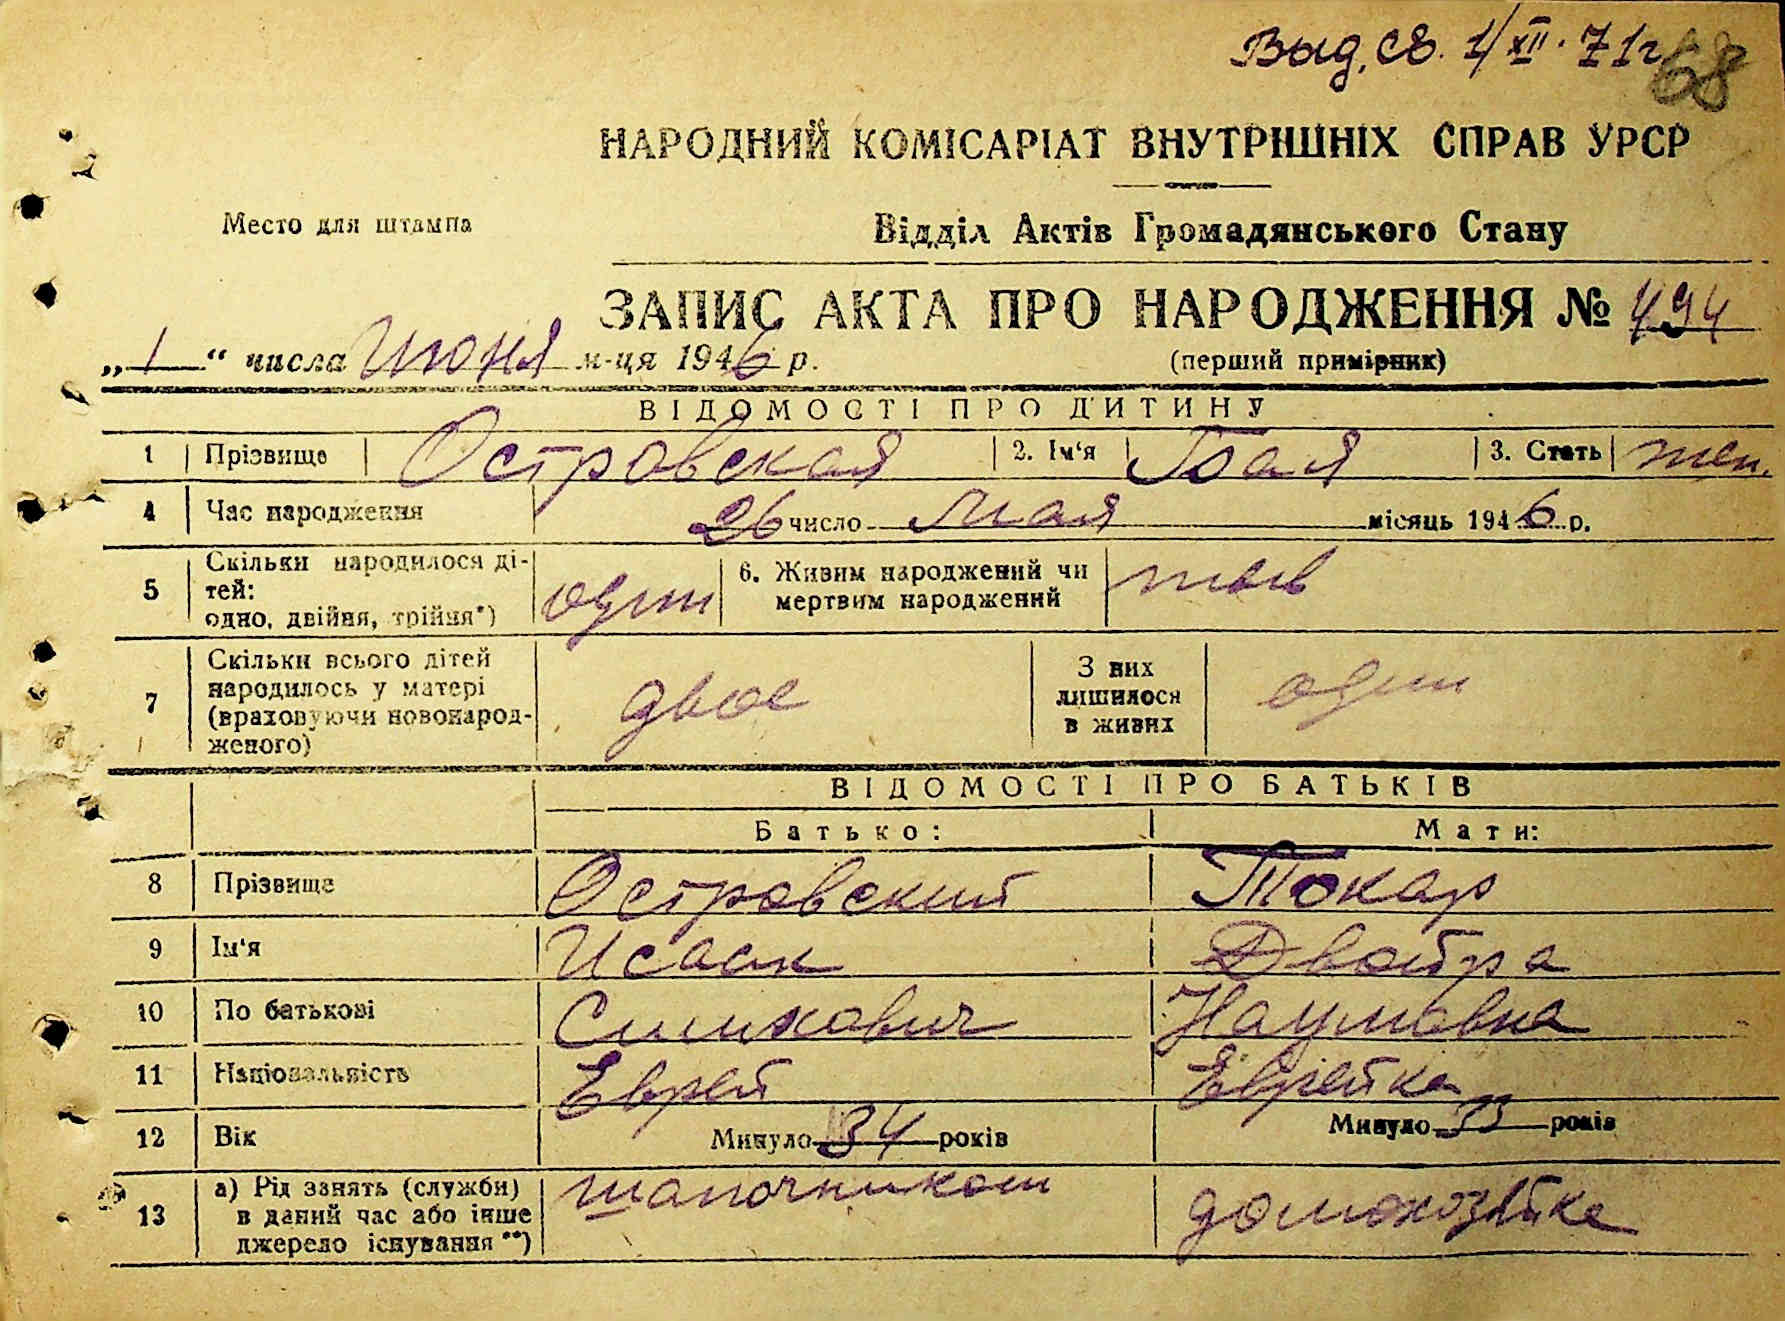 Выд. св. 1/XII. 71г. 68
НАРОДНИЙ КОМІСАРІАТ ВНУТРІШНІХ СПРАВ УРСР
Место для штампа
Відділ Актів Громадянського Стану
ЗАПИС АКТА ПРО НАРОДЖЕННЯ № 494
„1“ числа Июня м-ця 1946 р.
(перший примірник)
ВІДОМОСТІ ПРО ДИТИНУ
1 Прізвище Островская 2. Ім‘я 3. Стать жен.
4 Час народження 26 число мая місяць 1946 р.
5 Скільки народилося ді-
тей:
одно, двійня, трійня*) один
6. Живим народжений чи
мертвим народжений
7 Скільки всього дітей
народилось у матері
(враховуючи новонарод-
женого) двое
З них
лишилося
в живих один
ВІДОМОСТІ ПРО БАТЬКІВ
Батько: Мати:
8 Прізвище Островский Токар
9 Ім‘я Исаак Двойра
10 По батькові Наумовна
11 Національність Еврей Еврейка
12 Вік Минуло 34 років Минуло 33 років
13 а) Рід занять (служби)
в даний час або інше
джерело існування **) шапочником домохозяйка